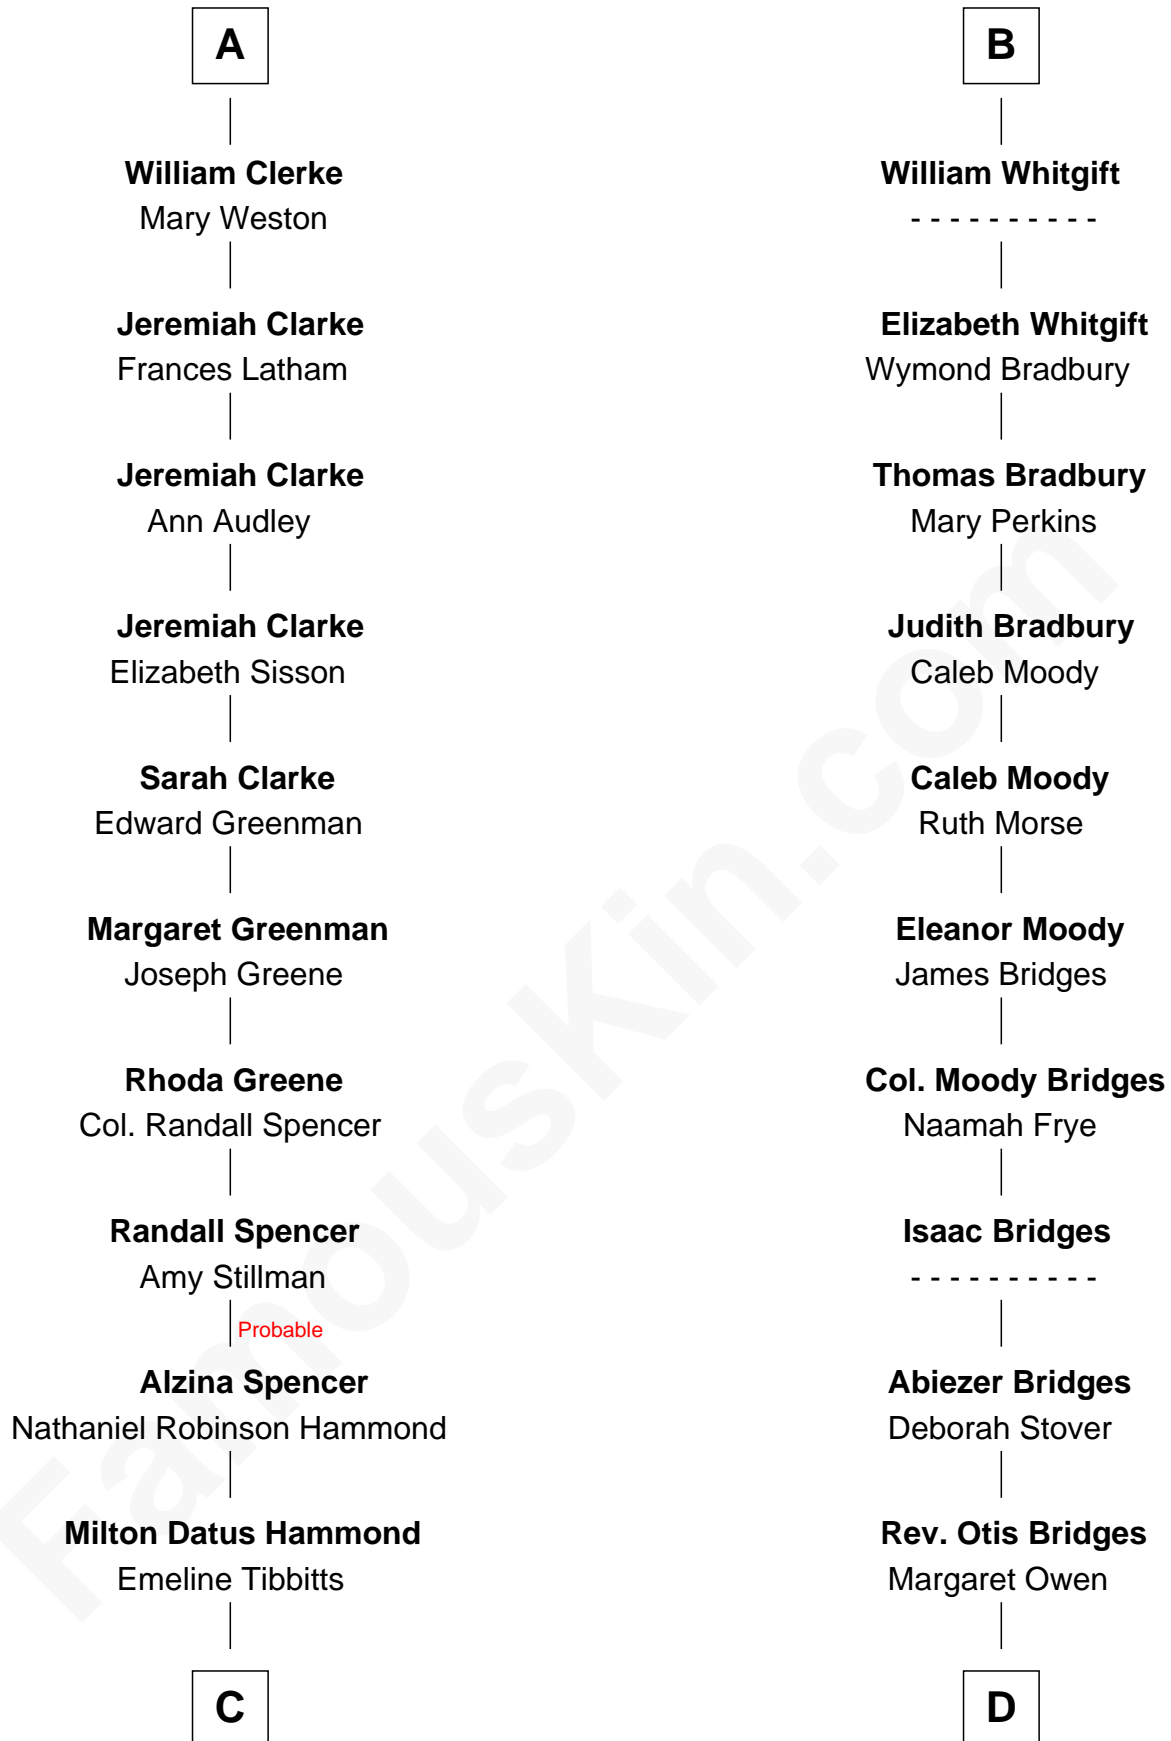 A
William Clerke
Mary Weston
Jeremiah Clarke
Frances Latham
Jeremiah Clarke
Ann Audley
Jeremiah Clarke
Elizabeth Sisson
Sarah Clarke
Edward Greenman
Margaret Greenman
Joseph Greene
Rhoda Greene
Col. Randall Spencer
Randall Spencer
Amy Stillman
Probable
Alzina Spencer
Nathaniel Robinson Hammond
Milton Datus Hammond
Emeline Tibbitts
C
B
William Whitgift
- - - - - - - - - -
Elizabeth Whitgift
Wymond Bradbury
Thomas Bradbury
Mary Perkins
Judith Bradbury
Caleb Moody
Caleb Moody
Ruth Morse
Eleanor Moody
James Bridges
Col. Moody Bridges
Naamah Frye
Isaac Bridges
- - - - - - - - - -
Abiezer Bridges
Deborah Stover
Rev. Otis Bridges
Margaret Owen
D
FamousKin.com